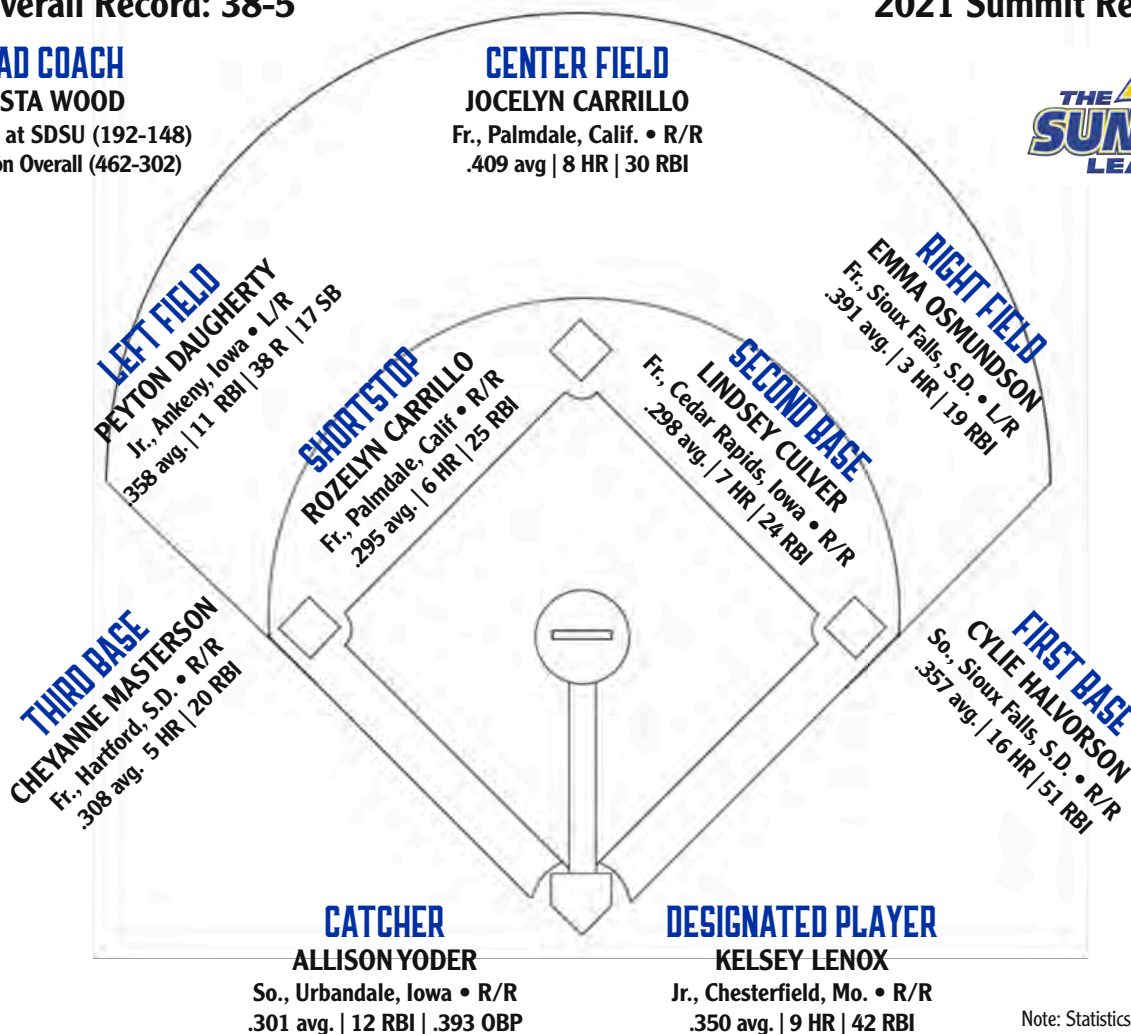 verall Record: 38-5
2021 Summit Re
AD COACH
STA WOOD
at SDSU (192-148)
on Overall (462-302)
CENTER FIELD
JOCELYN CARRILLO
Fr., Palmdale, Calif. • R/R
.409 avg | 8 HR | 30 RBI
THE
SUM
LEA
LEFT FIELD
PEYTON DAUGHERTY
Jr., Ankeny, Iowa • L/R
.358 avg. | 11 RBI | 38 R | 17 SB
SHORTSTOP
ROZELYN CARRILLO
Fr., Palmdale, Calif • R/R
.295 avg. | 6 HR | 25 RBI
SECOND BASE
LINDSEY CULVER
Fr., Cedar Rapids, Iowa • R/R
.298 avg. | 7 HR | 24 RBI
RIGHT FIELD
EMMA OSMUNDSON
Fr., Sioux Falls, S.D. • L/R
.391 avg. | 3 HR | 19 RBI
THIRD BASE
CHEYANNE MASTERSON
Fr., Hartford, S.D. • R/R
.308 avg. 5 HR | 20 RBI
FIRST BASE
CYLIE HALVORSON
So., Sioux Falls, S.D. • R/R
.357 avg. | 16 HR | 51 RBI
CATCHER
ALLISON YODER
So., Urbandale, Iowa • R/R
.301 avg. | 12 RBI | .393 OBP
DESIGNATED PLAYER
KELSEY LENOX
Jr., Chesterfield, Mo. • R/R
.350 avg. | 9 HR | 42 RBI
Note: Statistics